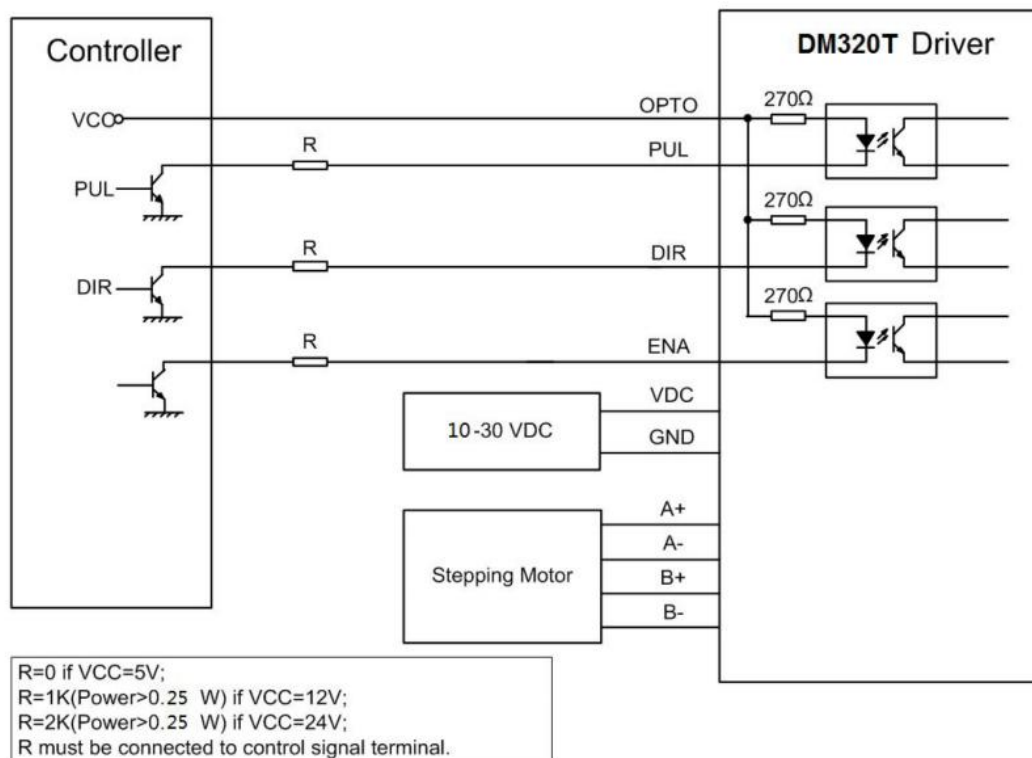 Controller
DM320T Driver
VCC
OPTO
270Ω
R
PUL
PUL
270Ω
R
DIR
DIR
270Ω
R
ENA
VDC
10-30 VDC
GND
A+
A-
Stepping Motor
B+
B-
R=0 if VCC=5V;
R=1K(Power>0.25 W) if VCC=12V;
R=2K(Power>0.25 W) if VCC=24V;
R must be connected to control signal terminal.